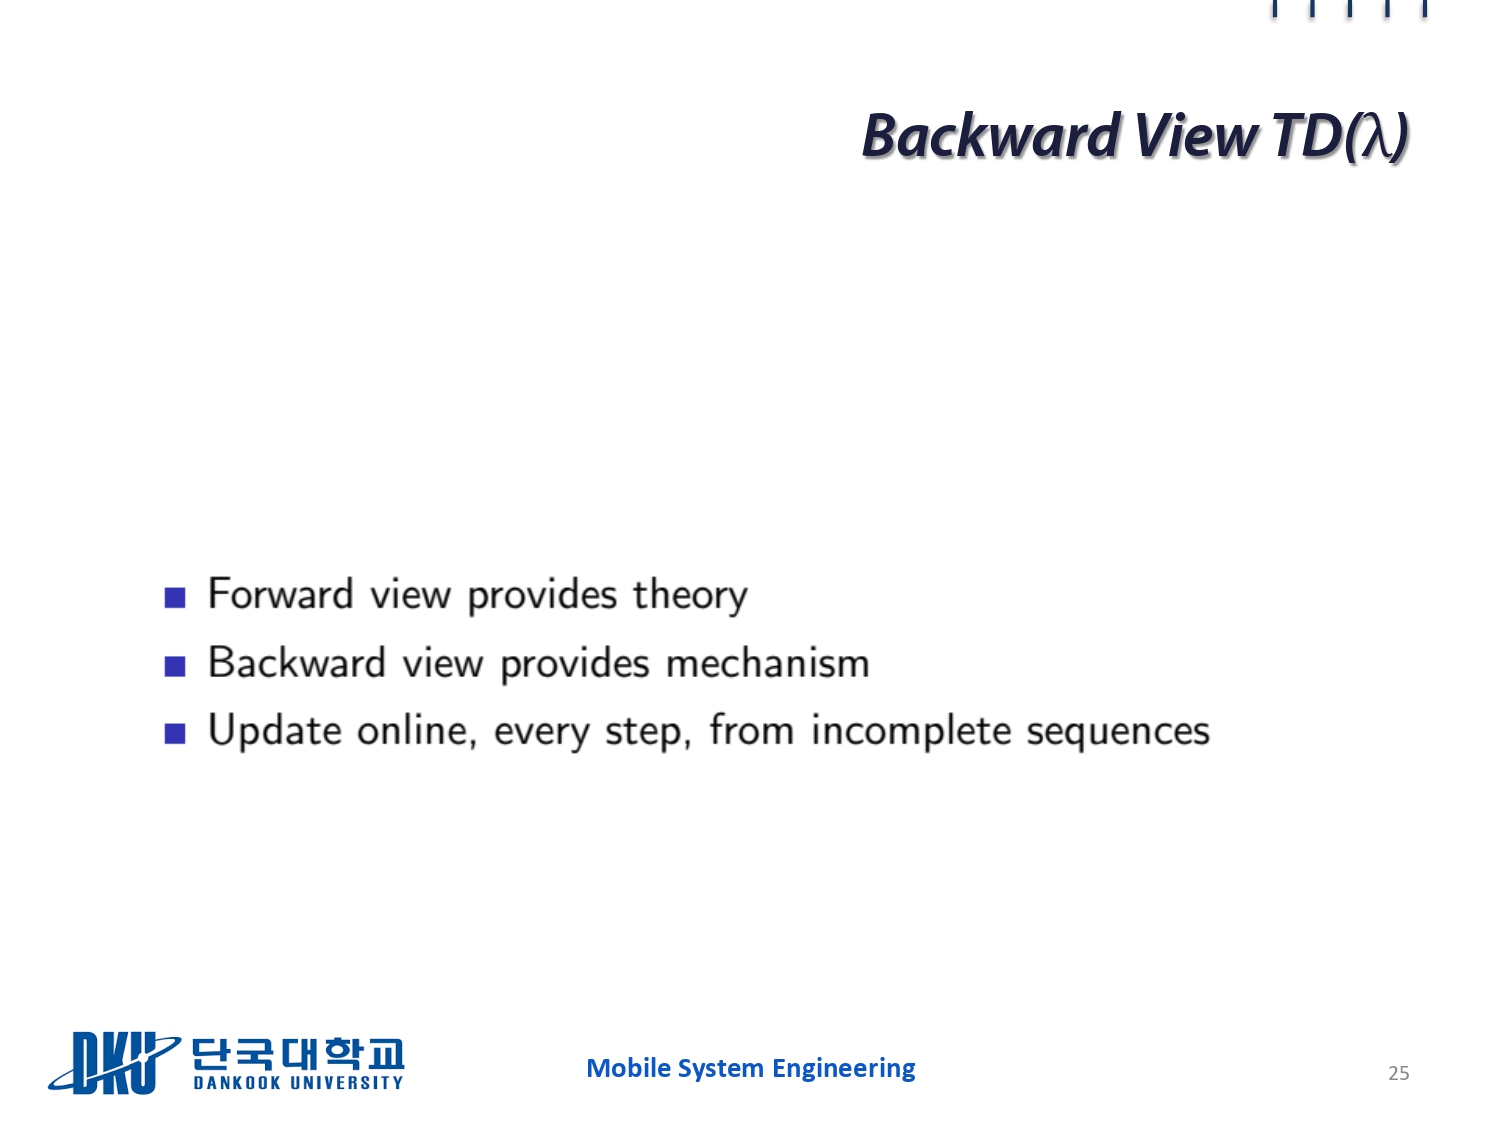 Backward View TD(λ)
Forward view provides theory
Backward view provides mechanism
Update online, every step, from incomplete sequences
DKU 단국대학교
DANKOOK UNIVERSITY
Mobile System Engineering
25